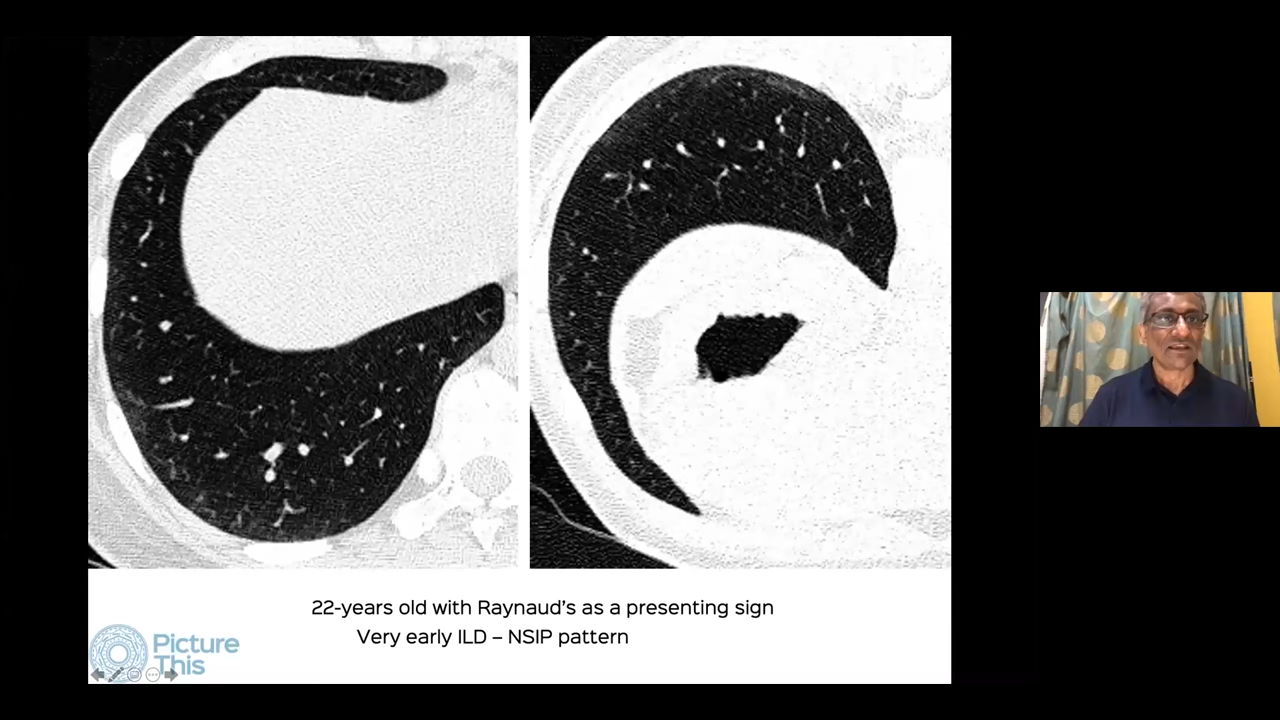 22-years old with Raynaud's as a presenting sign
Very early ILD – NSIP pattern
Picture
This